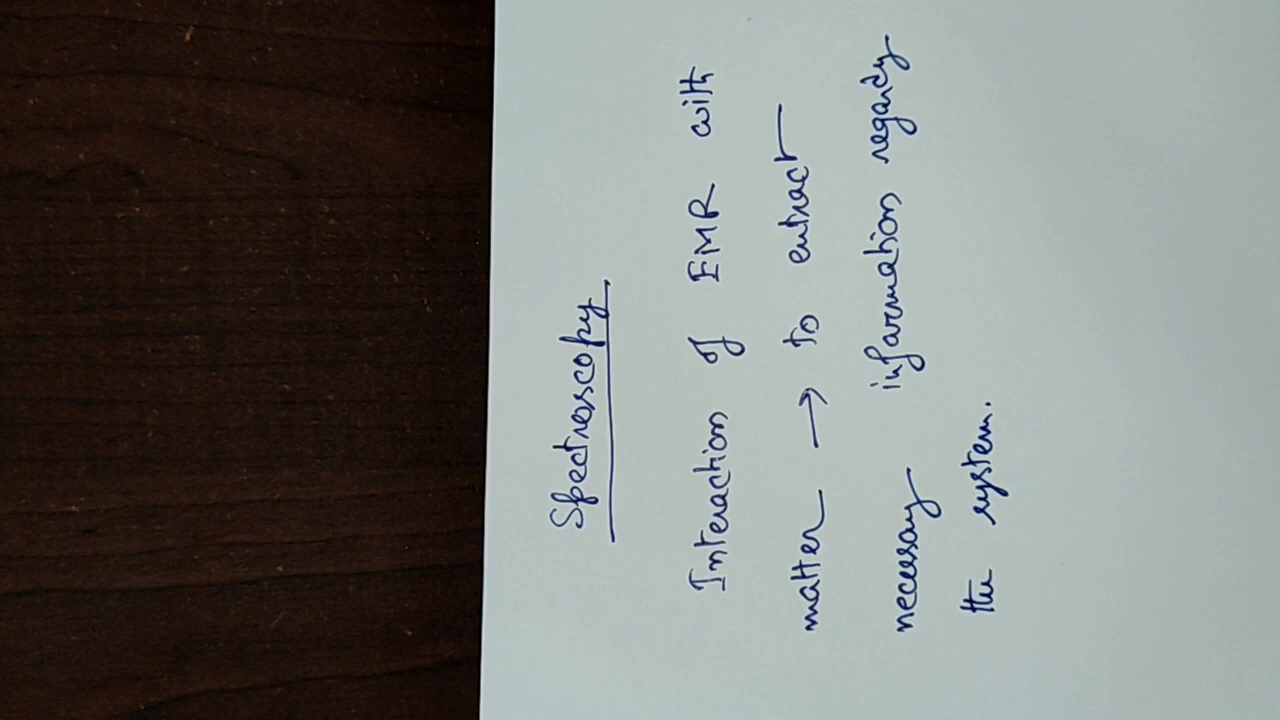 Spectroscopy
Interaction of EMR with
matter → to extract
necessary information regardy
the system.